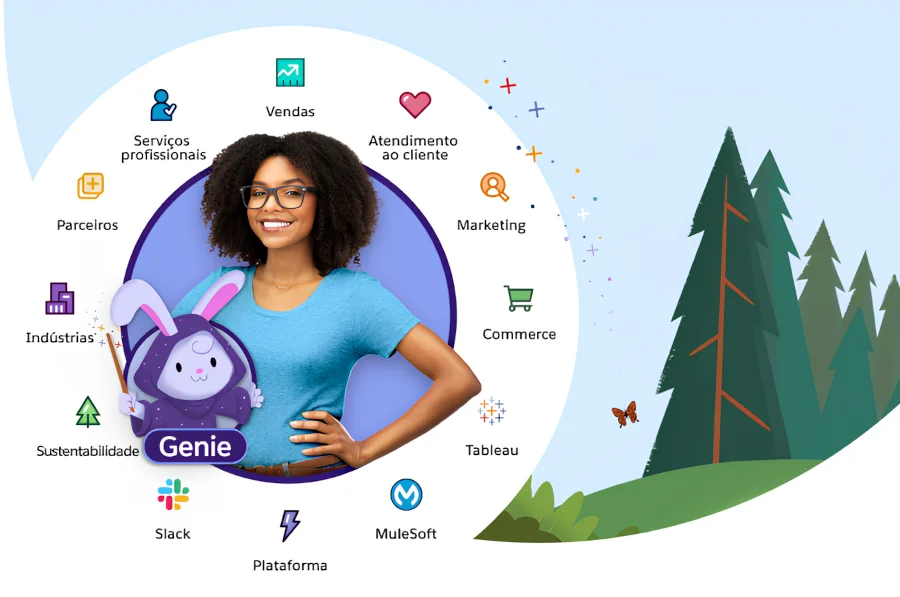 Vendas
Serviços
profissionais
Atendimento
ao cliente
Parceiros
Marketing
Indústrias
Commerce
Sustentabilidade
Genie
Tableau
Slack
MuleSoft
Plataforma